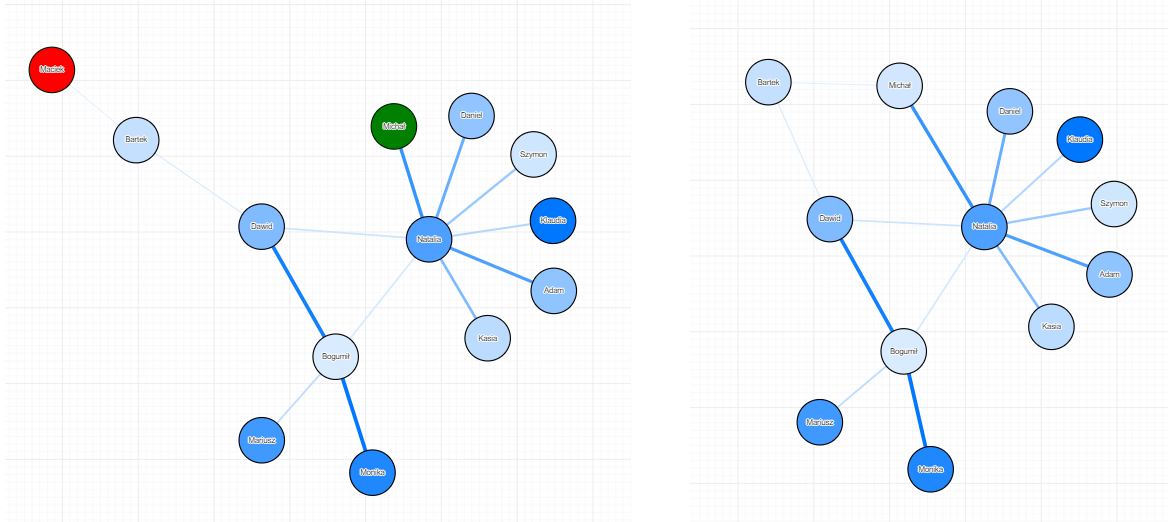 Maciek
Bartek
Michał
Daniel
Szymon
Dawid
Natalia
Klaudia
Adam
Kasia
Bogumił
Mariusz
Monika
Bartek
Michał
Daniel
Klaudia
Szymon
Dawid
Natalia
Adam
Kasia
Bogumił
Mariusz
Monika